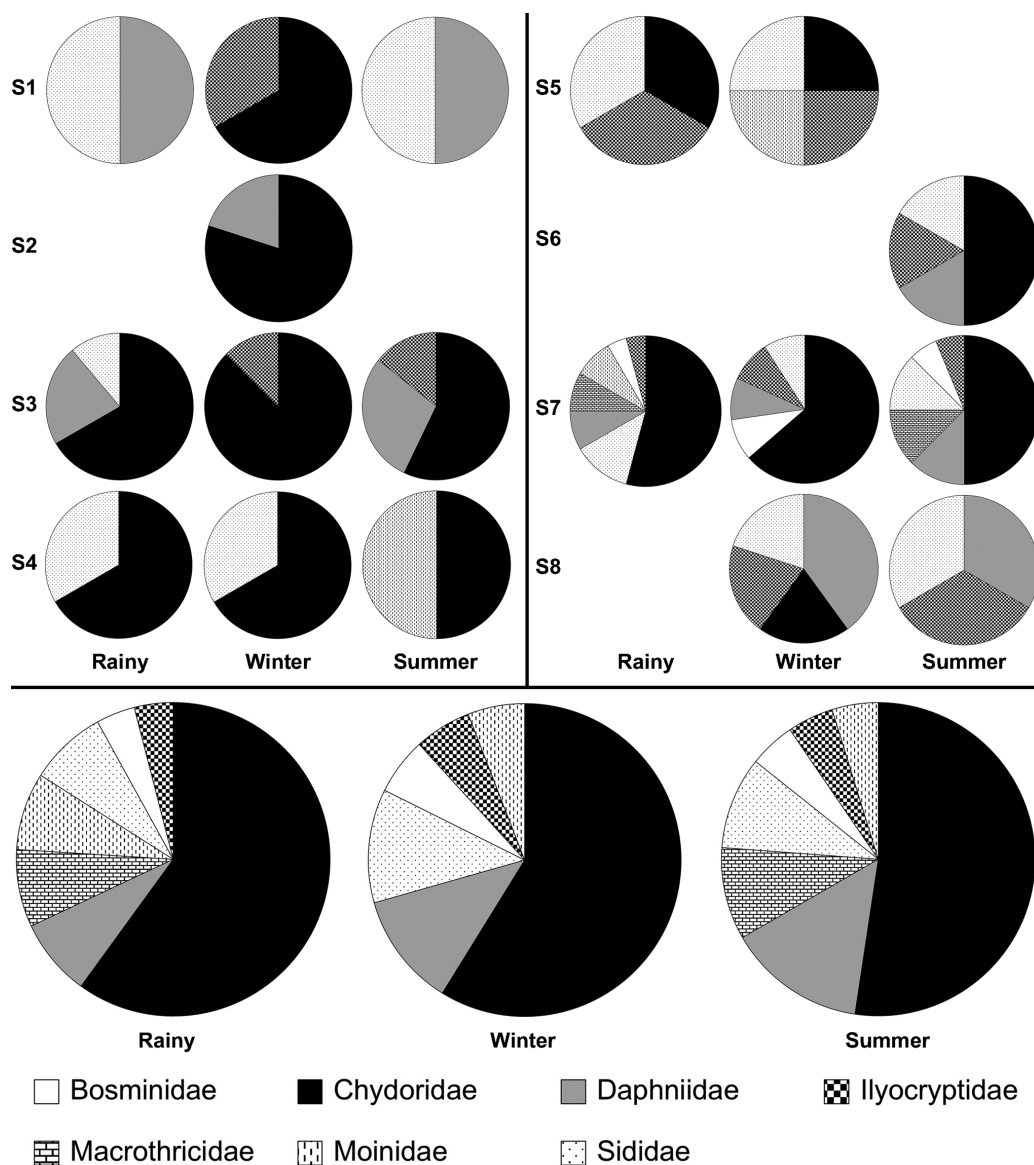 S1
S2
S3
S4
Rainy Winter Summer
S5
S6
S7
S8
Rainy Winter Summer
Rainy Winter Summer
Bosminidae Chydoridae Daphniidae Ilyocryptidae
Macrothricidae Moinidae Sididae